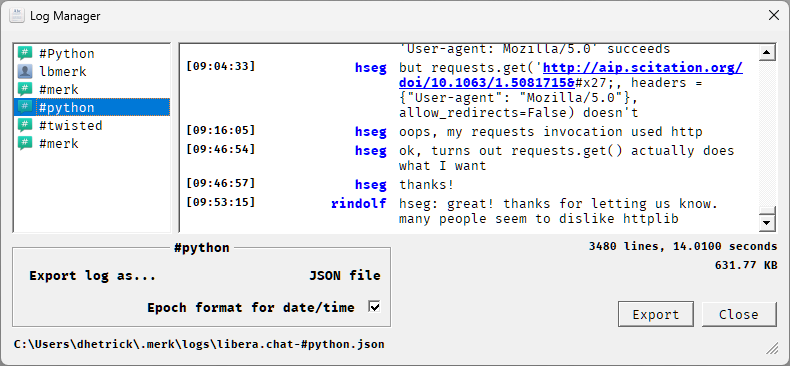 Log Manager
#Python
lbmerk
#merk
#python
#twisted
#merk
'User-agent: Mozilla/5.0' succeeds
[09:04:33] hseg but requests.get('http://aip.scitation.org/
doi/10.1063/1.5081715&#x27;, headers =
{"User-agent": "Mozilla/5.0"},
allow_redirects=False) doesn't
[09:16:05] hseg oops, my requests invocation used http
[09:46:54] hseg ok, turns out requests.get() actually does
what I want
[09:46:57] hseg thanks!
[09:53:15] rindolf hseg: great! thanks for letting us know.
many people seem to dislike httplib
#python
Export log as... JSON file
Epoch format for date/time
3480 lines, 14.0100 seconds
631.77 KB
Export Close
C:\Users\dhetrick\.merk\logs\libera.chat-#python.json